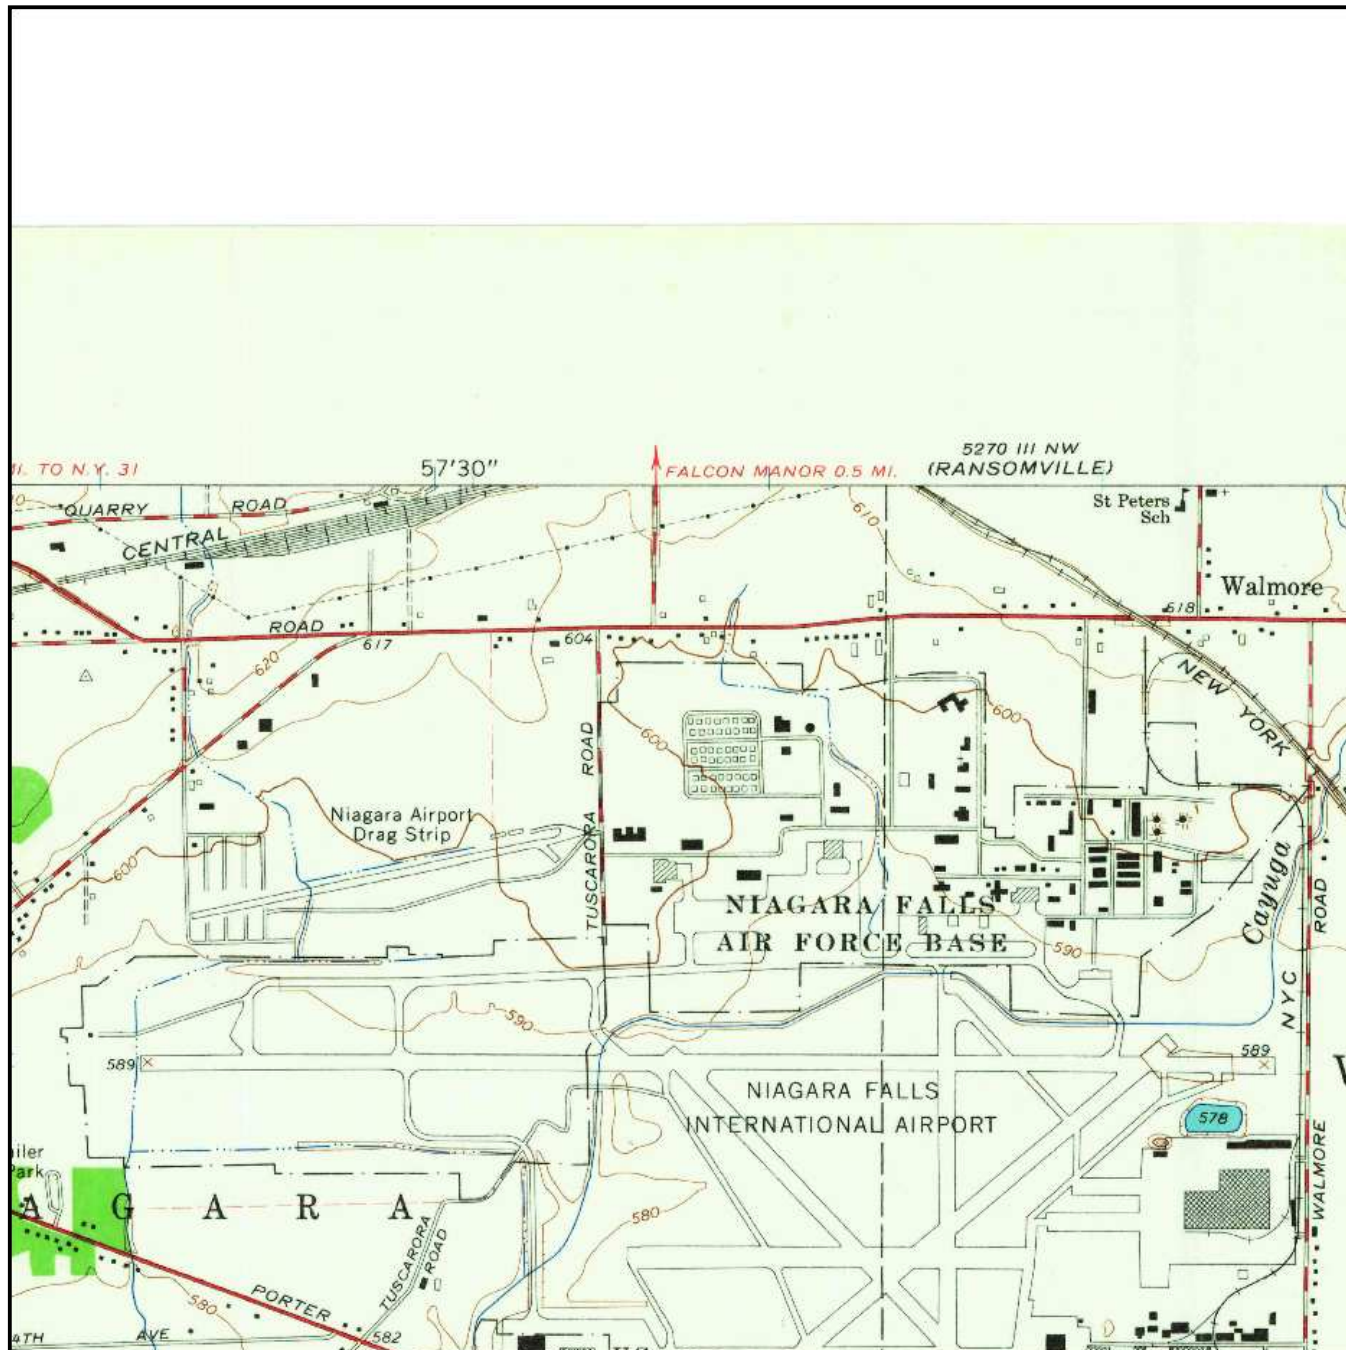 5270 III NW
TO N.Y. 31
57'30"
FALCON MANOR 0.5 MI.
(RANSOMVILLE)
QUARRY ROAD
610
St Peters
Sch
CENTRAL
Walmore
618
ROAD
617
604
620
NEW YORK
600
600
ROAD
Niagara Airport
Drag Strip
TUSCARORA
600
Cayuga
ROAD
NIAGARA FALLS
AIR FORCE BASE
590
NYC
590
589
589
NIAGARA FALLS
INTERNATIONAL AIRPORT
578
WALMORE
Park
A G A R A
580
TUSCARORA
ROAD
PORTER
580
4TH AVE
582